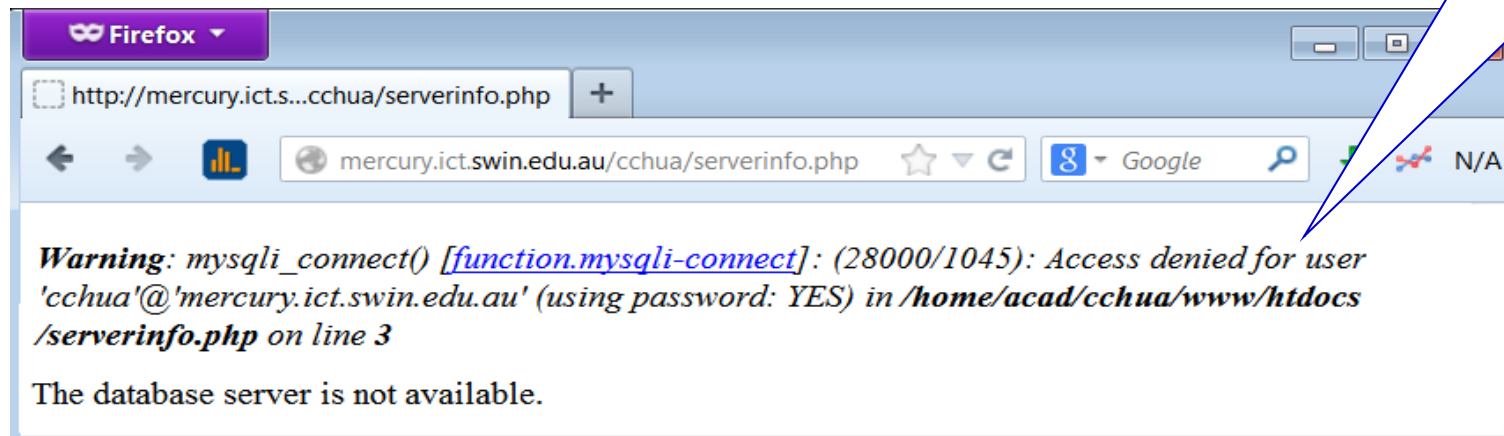 Firefox
http://mercury.ict.s...cchua/serverinfo.php
mercury.ict.swin.edu.au/cchua/serverinfo.php
8
Google
N/A
Warning: mysqli_connect() [function.mysqli-connect]: (28000/1045): Access denied for user
'cchua'@'mercury.ict.swin.edu.au' (using password: YES) in /home/acad/cchua/www/htdocs
/serverinfo.php on line 3
The database server is not available.